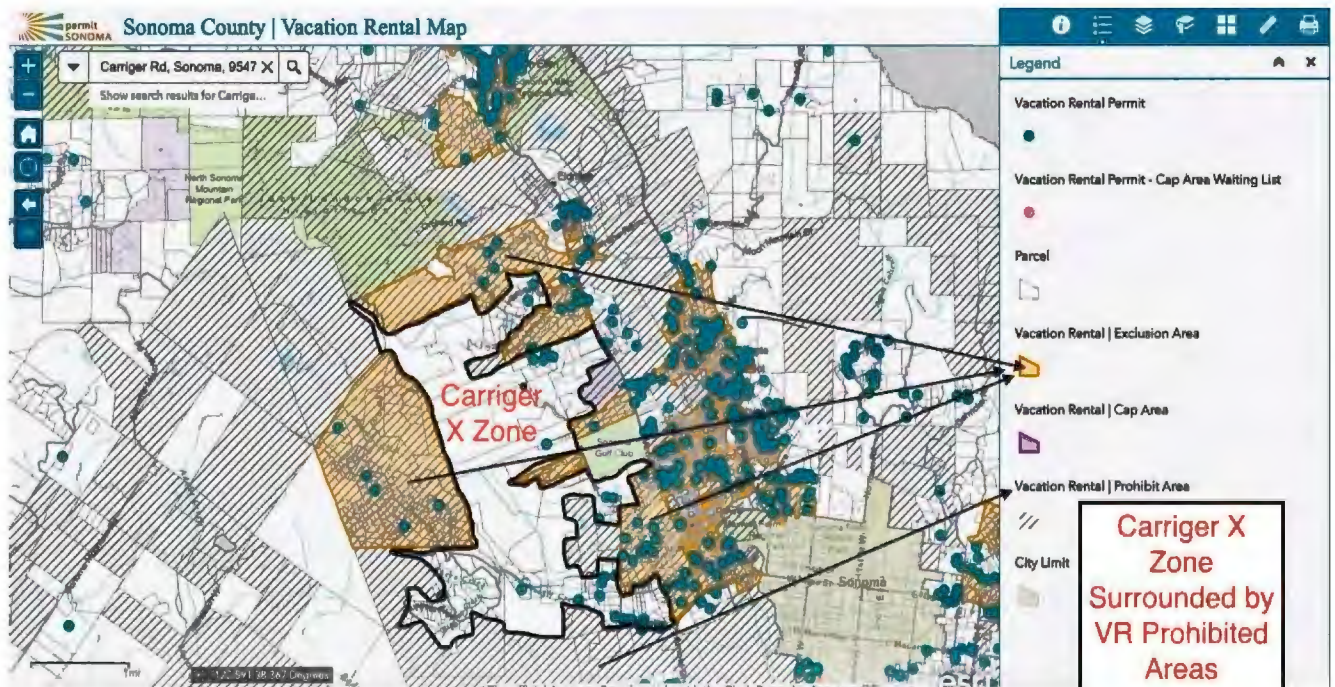 permit
SONOMA
Sonoma County | Vacation Rental Map
Carriger Rd, Sonoma, 9547
Show search results for Carrige...
North Sonoma
Mountain
Regional Park
Carriger
X Zone
Golf Club
Sonoma
1mi
Legend
Vacation Rental Permit
Vacation Rental Permit - Cap Area Waiting List
Parcel
Vacation Rental | Exclusion Area
Vacation Rental | Cap Area
Vacation Rental | Prohibit Area
City Limit
Carriger X
Zone
Surrounded by
VR Prohibited
Areas
esri